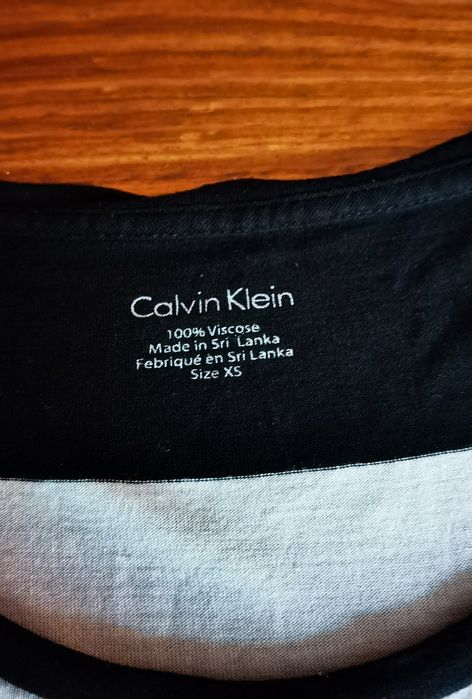 Calvin Klein
100% Viscose
Made in Sri Lanka
Febriqué en Sri Lanka
Size XS